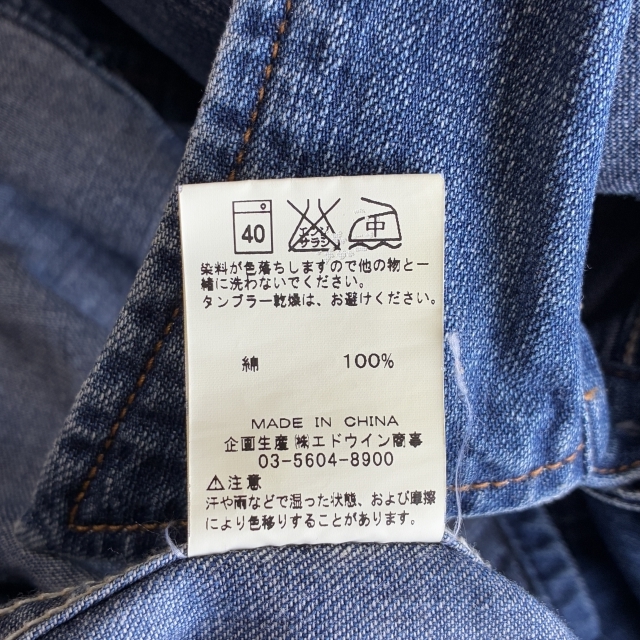 40
エンソ
サラシ
中
染料が色落ちしますので他の物と一
緒に洗わないでください。
タンブラー乾燥は、お避けください。
綿 100%
MADE IN CHINA
企画生産 ㈱エドウイン商事
03-5604-8900
⚠注意
汗や雨などで湿った状態、および摩擦
により色移りすることがあります。